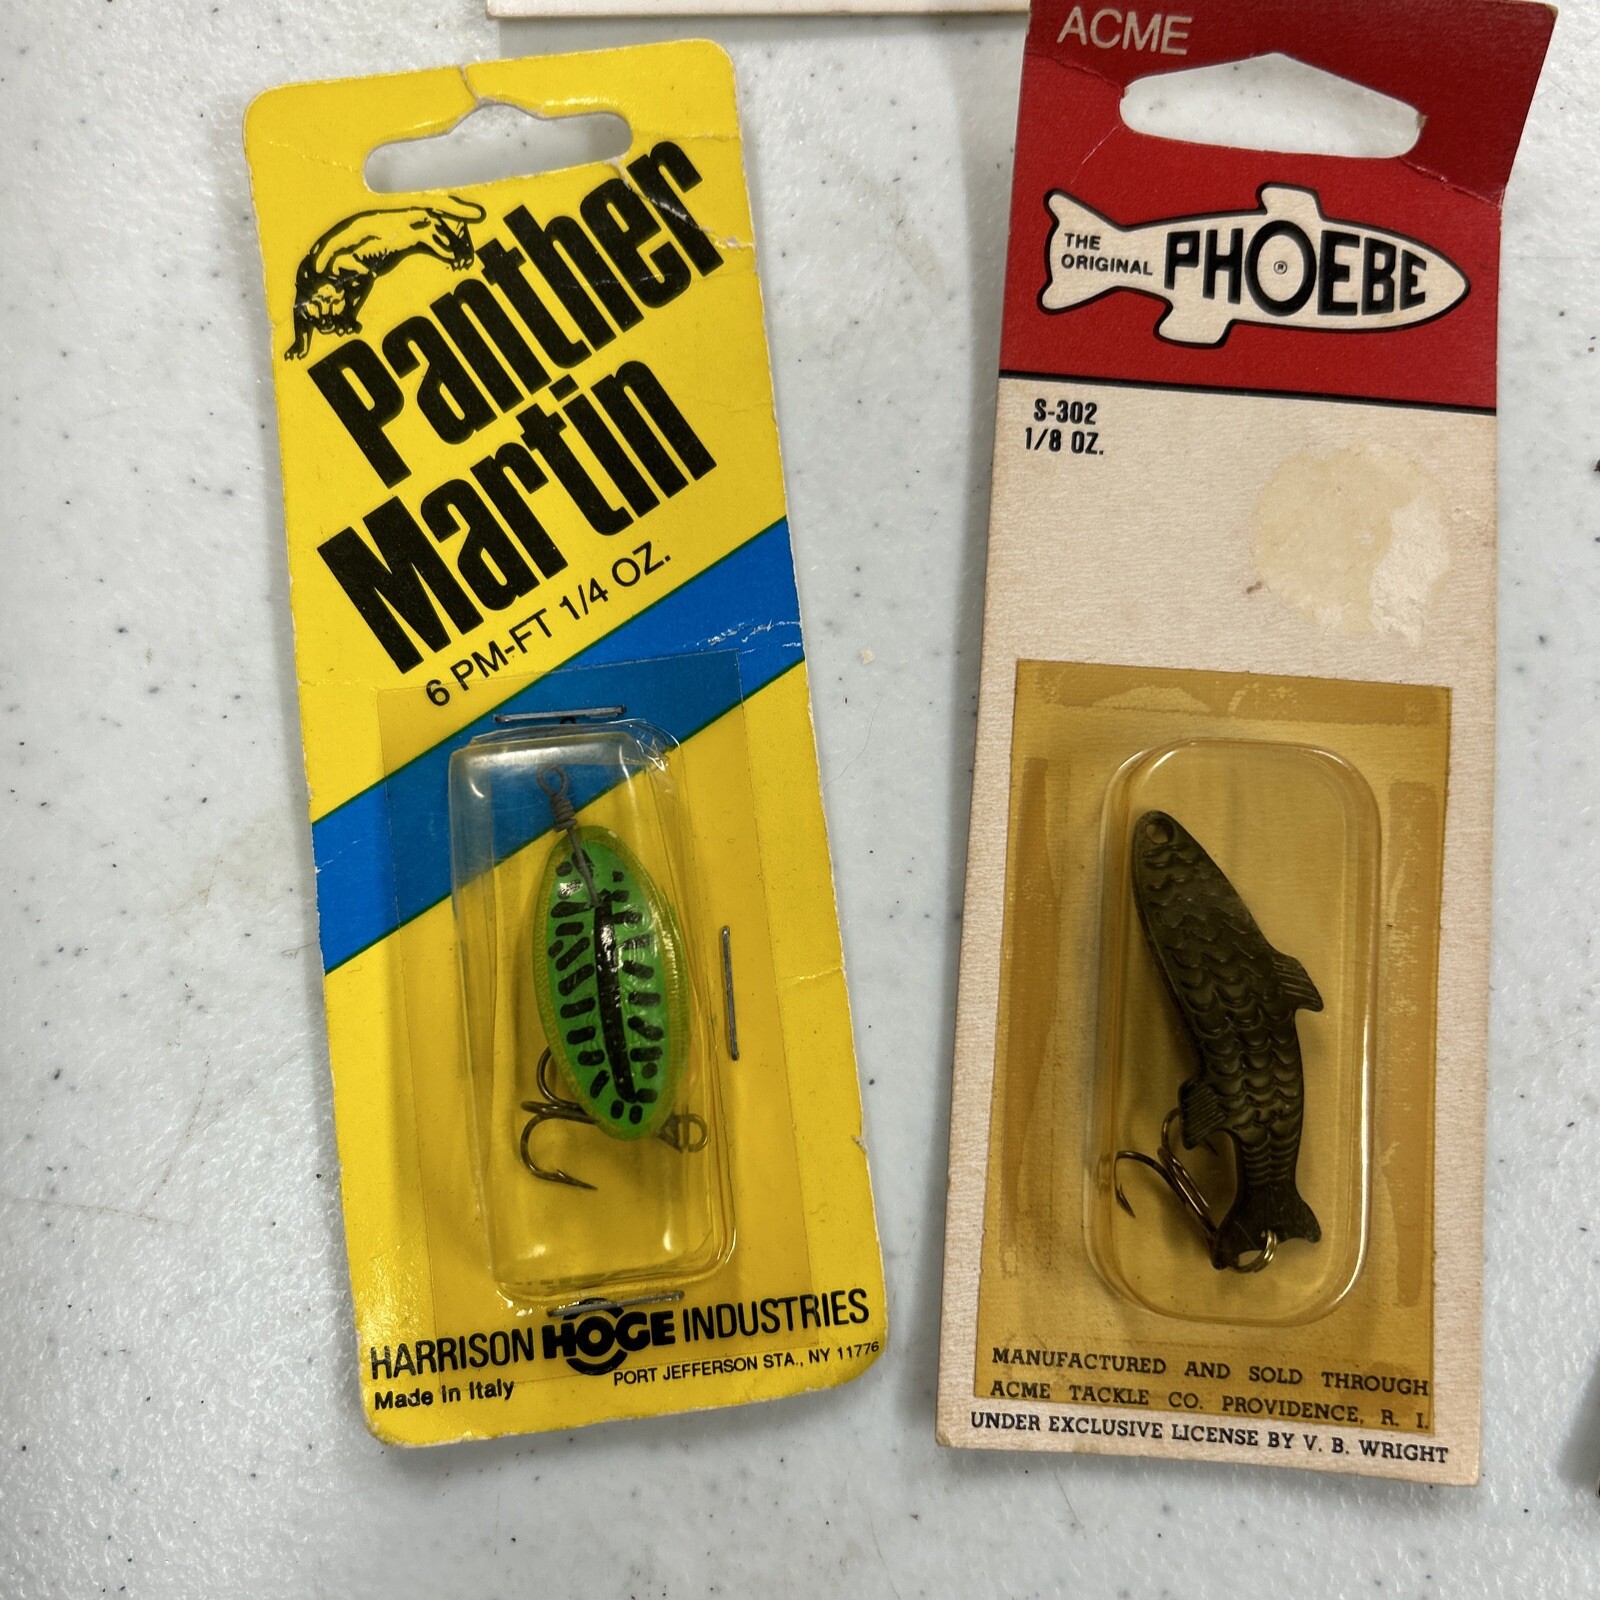 Panther
Martin
6 PM-FT 1/4 OZ.
HARRISON HOGE INDUSTRIES
Made in Italy
PORT JEFFERSON STA., NY 11776
ACME
THE
ORIGINAL
PHOEBE
®
S-302
1/8 OZ.
MANUFACTURED AND SOLD THROUGH
ACME TACKLE CO. PROVIDENCE, R. I.
UNDER EXCLUSIVE LICENSE BY V. B. WRIGHT